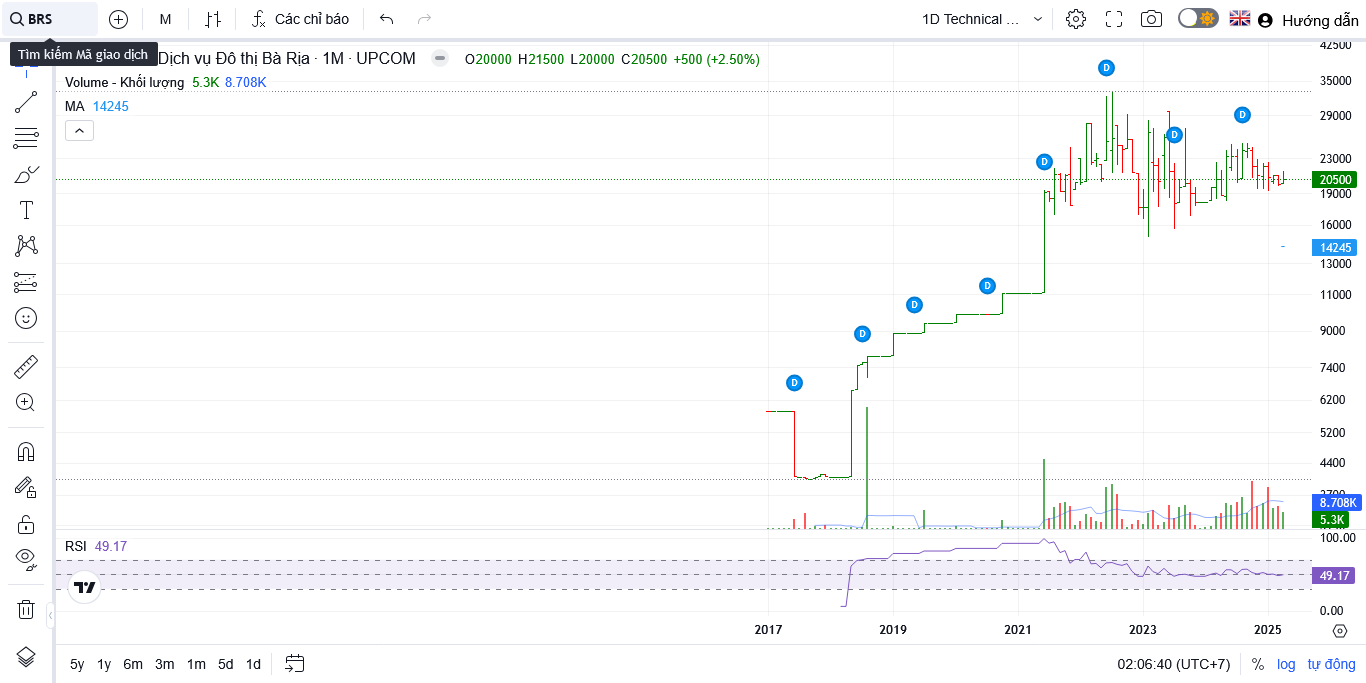 BRS
M
Các chỉ báo
1D Technical ...
Hướng dẫn
Tìm kiếm Mã giao dịch
Dịch vụ Đô thị Bà Rịa · 1M · UPCOM
O20000 H21500 L20000 C20500 +500 (+2.50%)
Volume - Khối lượng 5.3K 8.708K
MA 14245
D
D
D
D
D
D
D
D
42500
35000
29000
23000
20500
19000
16000
14245
13000
11000
9000
7400
6200
5200
4400
3700
8.708K
5.3K
RSI 49.17
100.00
49.17
0.00
2017 2019 2021 2023 2025
5y 1y 6m 3m 1m 5d 1d
02:06:40 (UTC+7) % log tự động